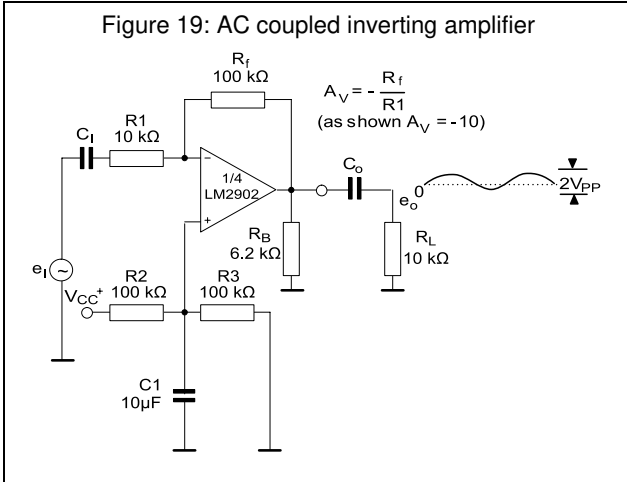 Figure 19: AC coupled inverting amplifier
Rf
100 kΩ
AV = - Rf
R1
(as shown AV = -10)
R1
10 kΩ
CI
1/4
LM2902
-
+
Co
eo
0
2VPP
RB
6.2 kΩ
RL
10 kΩ
eI
~
VCC+
R2
100 kΩ
R3
100 kΩ
C1
10µF